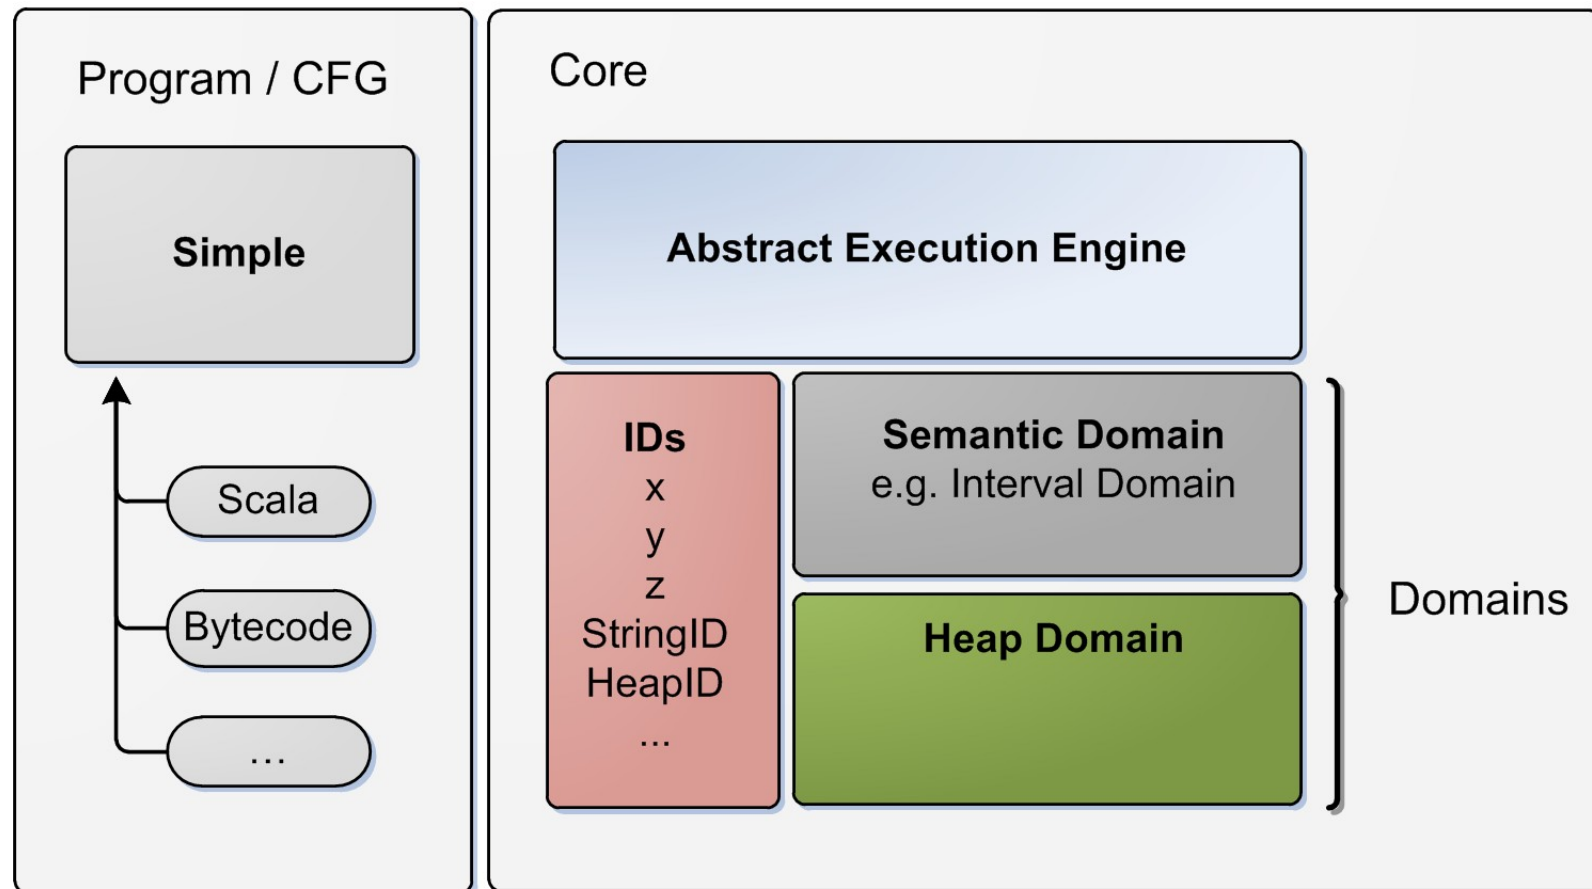 Program / CFG
Simple
Scala
Bytecode
...
Core
Abstract Execution Engine
IDs
x
y
z
StringID
HeapID
...
Semantic Domain
e.g. Interval Domain
Heap Domain
Domains